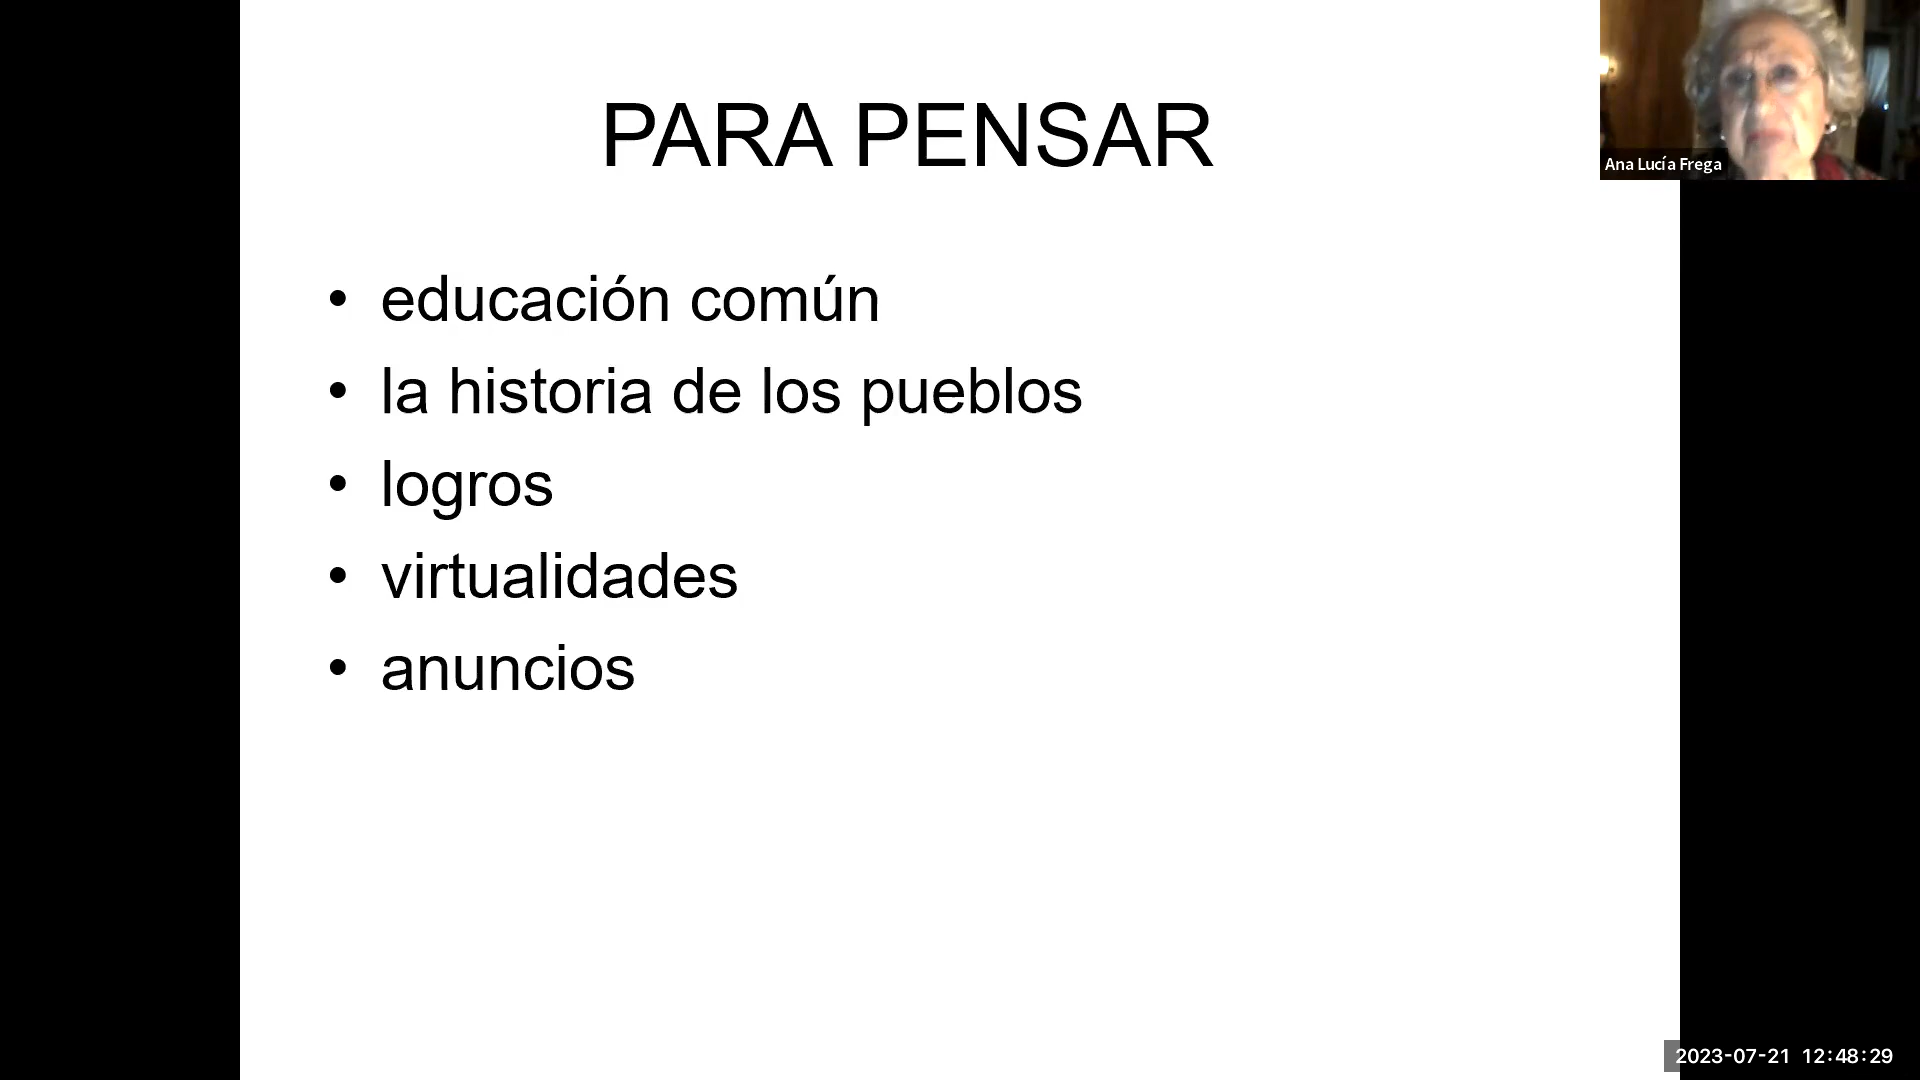 PARA PENSAR
Ana Lucía Frega
• educación común
• la historia de los pueblos
• logros
• virtualidades
• anuncios
2023-07-21 12:48:29